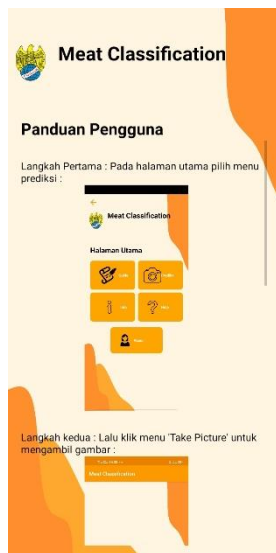 Meat Classification
Panduan Pengguna
Langkah Pertama : Pada halaman utama pilih menu
prediksi :
Meat Classification
Halaman Utama
Langkah kedua : Lalu klik menu 'Take Picture' untuk
mengambil gambar :
Meat Classification